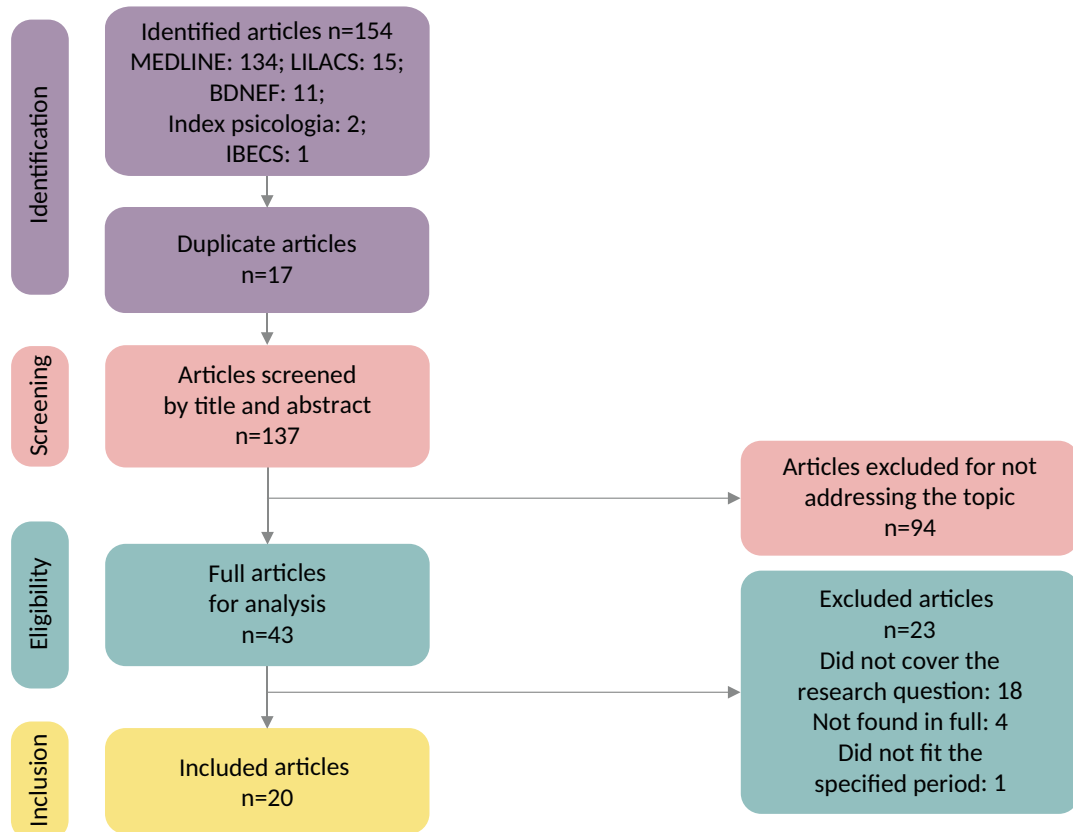 Identification
Identified articles n=154
MEDLINE: 134; LILACS: 15;
BDNEF: 11;
Index psicologia: 2;
IBECS: 1
Duplicate articles
n=17
Screening
Articles screened
by title and abstract
n=137
Articles excluded for not
addressing the topic
n=94
Eligibility
Full articles
for analysis
n=43
Excluded articles
n=23
Did not cover the
research question: 18
Not found in full: 4
Did not fit the
specified period: 1
Inclusion
Included articles
n=20